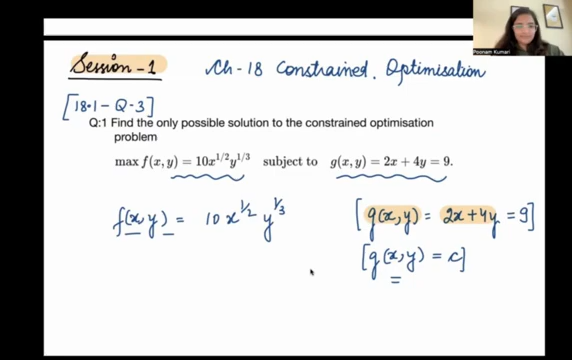 Session-1 Ch-18 Constrained. Optimisation
[18.1-Q-3]
Q:1 Find the only possible solution to the constrained optimisation
problem
max f(x, y) = 10x^{1/2}y^{1/3} subject to g(x, y) = 2x + 4y = 9.
f(x,y) = 10x^{1/2} y^{1/3} [g(x,y) = 2x+4y = 9]
[g(x,y) = c]
Poonam Kumari